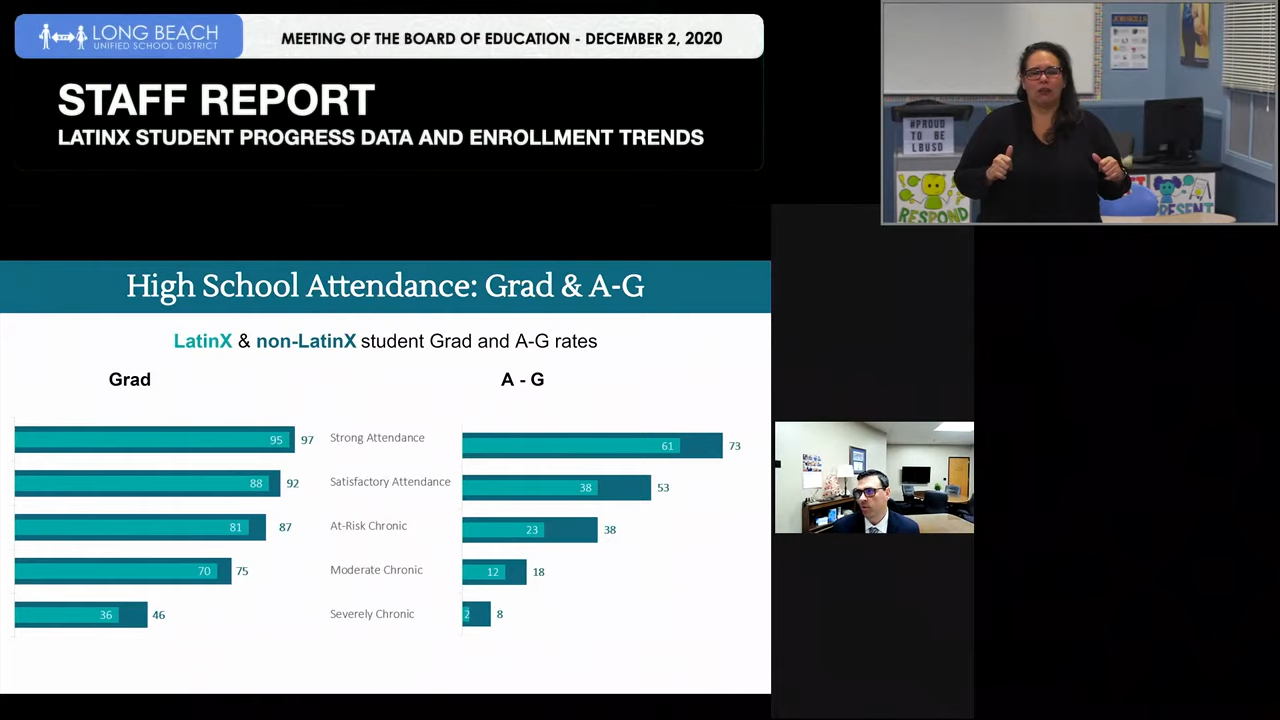 LONG BEACH
UNIFIED SCHOOL DISTRICT
MEETING OF THE BOARD OF EDUCATION - DECEMBER 2, 2020
STAFF REPORT
LATINX STUDENT PROGRESS DATA AND ENROLLMENT TRENDS
#PROUD
TO BE
LBUSD
RESPOND
PRESENT
High School Attendance: Grad & A-G
LatinX & non-LatinX student Grad and A-G rates
Grad
A - G
95 97 Strong Attendance 61 73
88 92 Satisfactory Attendance 38 53
81 87 At-Risk Chronic 23 38
70 75 Moderate Chronic 12 18
36 46 Severely Chronic 2 8